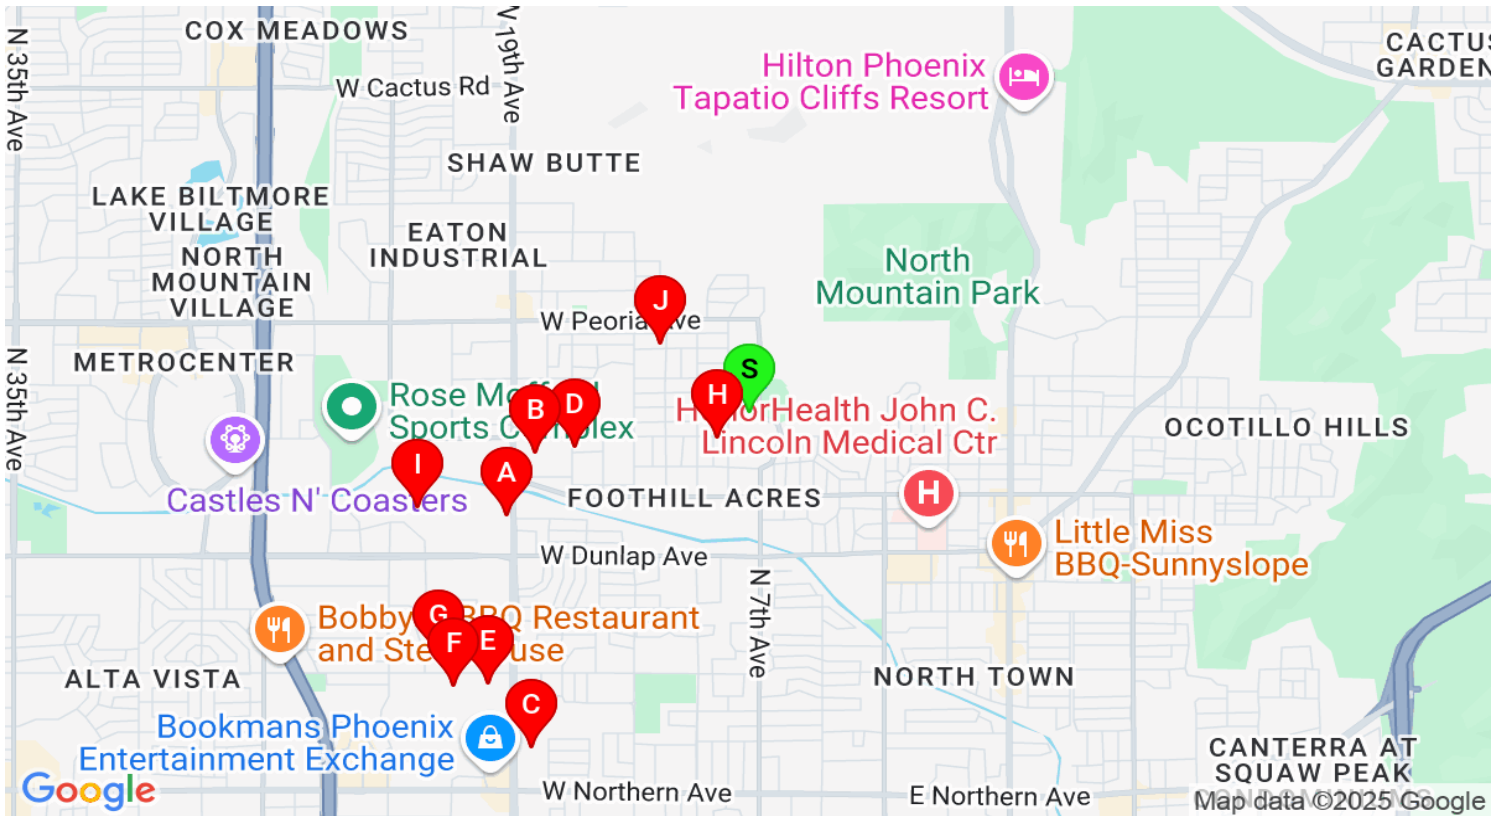 COX MEADOWS
N 35th Ave
W Cactus Rd
N 19th Ave
Hilton Phoenix
Tapatio Cliffs Resort
CACTUS
GARDEN
SHAW BUTTE
LAKE BILTMORE
VILLAGE
EATON
INDUSTRIAL
NORTH
MOUNTAIN
VILLAGE
North
Mountain Park
J
W Peoria Ave
METROCENTER
N 35th Ave
S
H
B
D
Rose Mofford
Sports Complex
HonorHealth John C.
Lincoln Medical Ctr
OCOTILLO HILLS
I
A
Castles N' Coasters
FOOTHILL ACRES
H
Little Miss
BBQ-Sunnyslope
W Dunlap Ave
N 7th Ave
G
F
E
Bobby BBQ Restaurant
and Steakhouse
ALTA VISTA
NORTH TOWN
C
Bookmans Phoenix
Entertainment Exchange
CANTERRA AT
SQUAW PEAK
CONDOMINIUMS
Google
W Northern Ave
E Northern Ave
Map data ©2025 Google